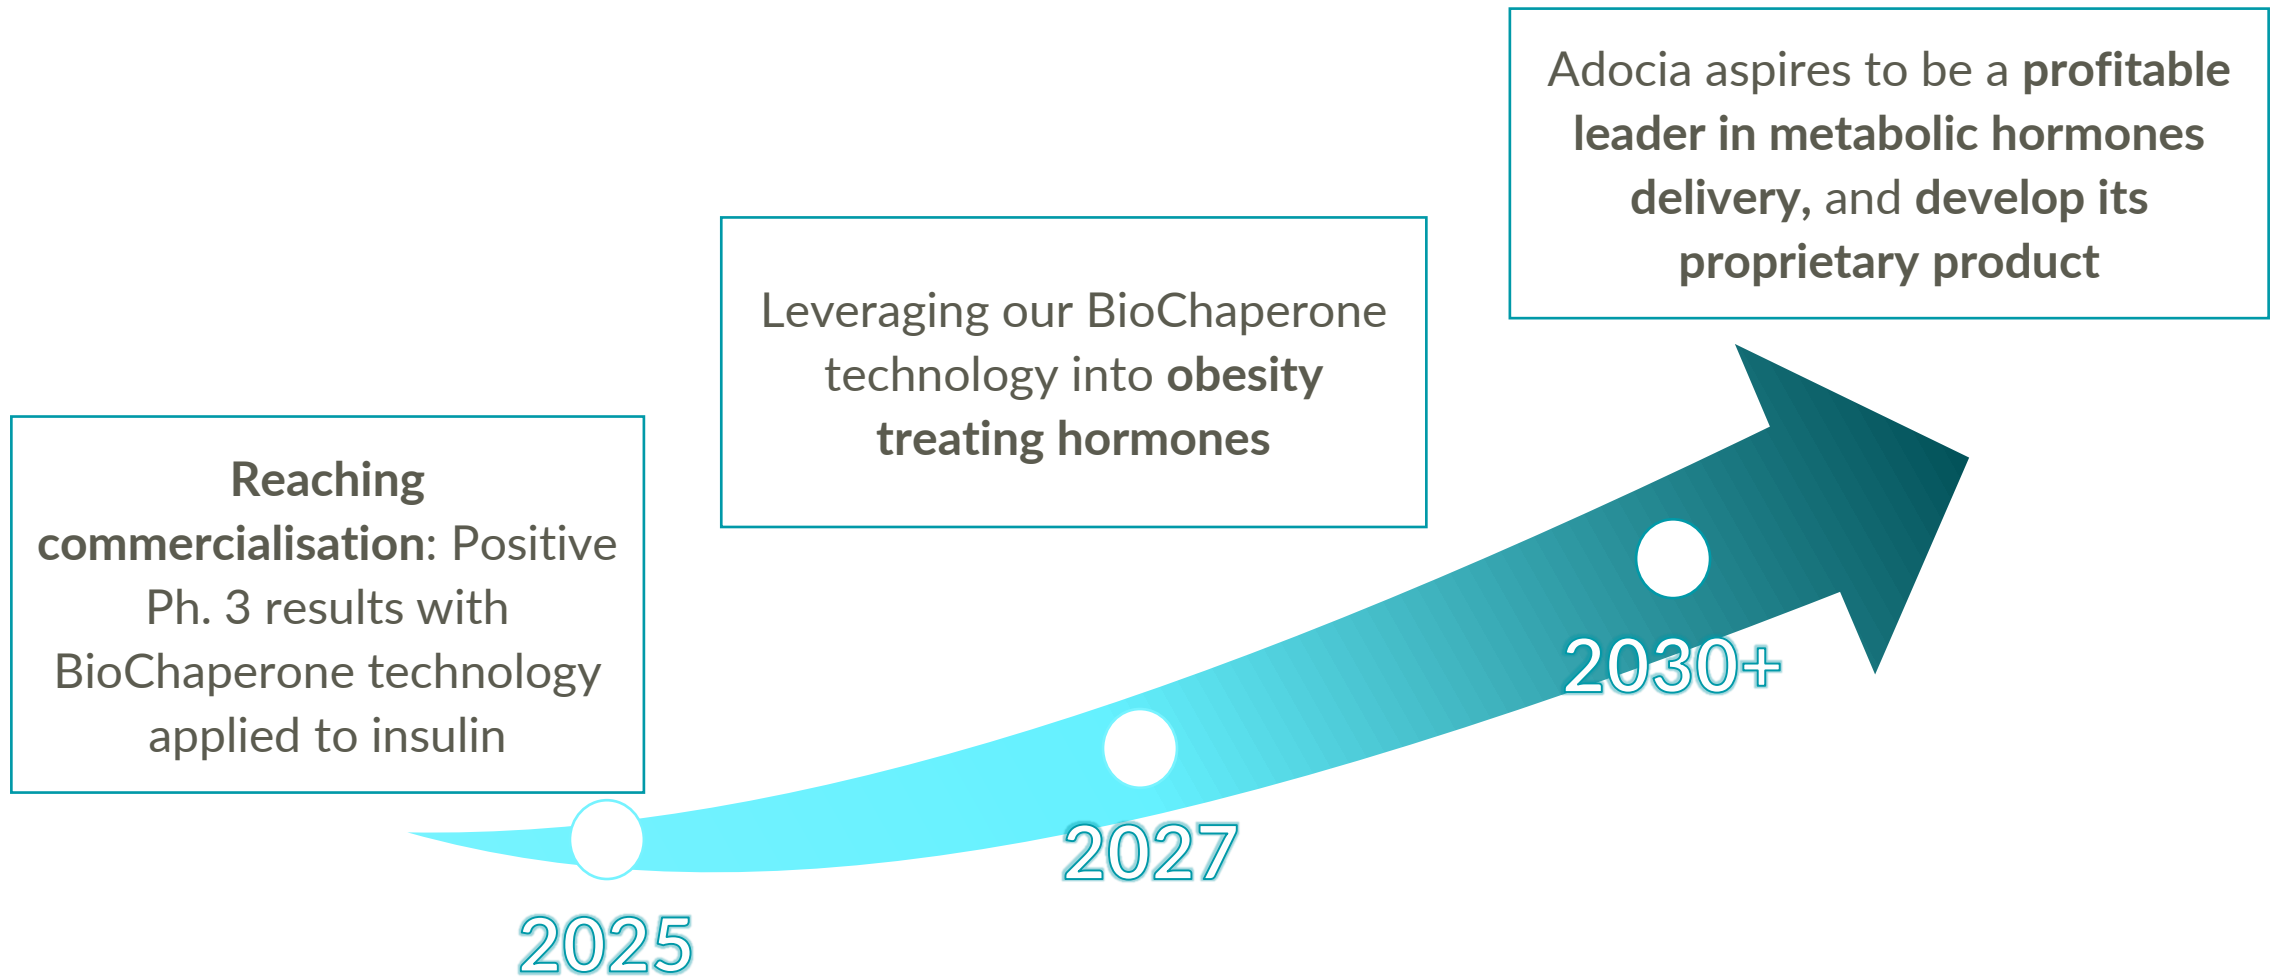 Adocia aspires to be a profitable
leader in metabolic hormones
delivery, and develop its
proprietary product
Leveraging our BioChaperone
technology into obesity
treating hormones
Reaching
commercialisation: Positive
Ph. 3 results with
BioChaperone technology
applied to insulin
2030+
2027
2025